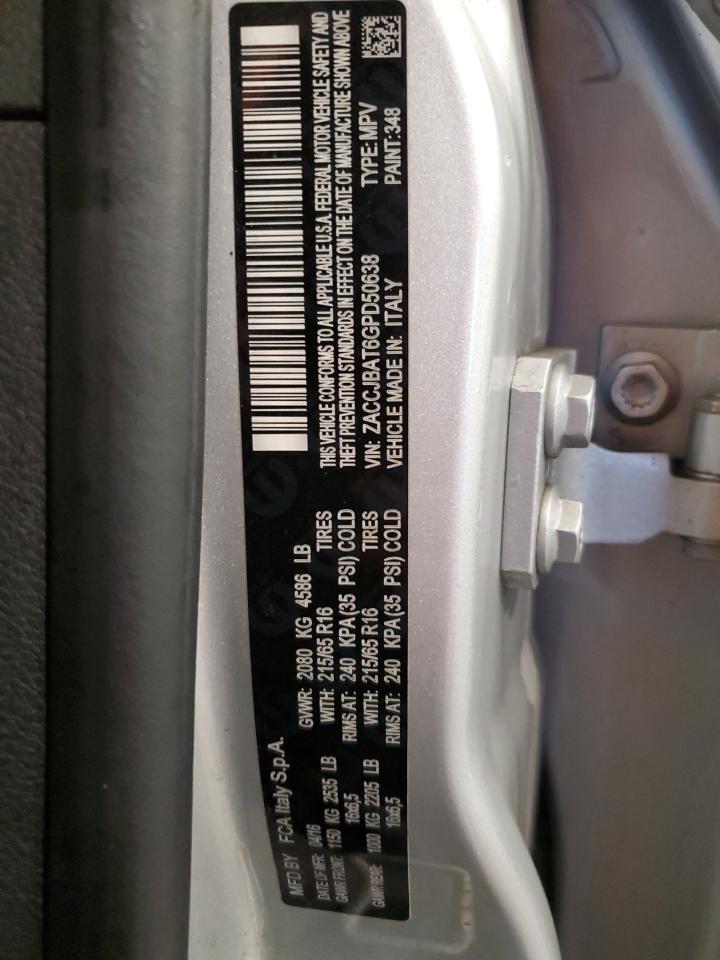 MFD BY FCA Italy S.p.A.
DATE OF MFR: 04/16 GVWR: 2080 KG 4586 LB
GAWR FRONT: 1150 KG 2535 LB WITH: 215/65 R16 TIRES
16x6,5 RIMS AT: 240 KPA(35 PSI) COLD
GAWR REAR: 1000 KG 2205 LB WITH: 215/65 R16 TIRES
16x6,5 RIMS AT: 240 KPA(35 PSI) COLD
THIS VEHICLE CONFORMS TO ALL APPLICABLE U.S.A. FEDERAL MOTOR VEHICLE SAFETY AND
THEFT PREVENTION STANDARDS IN EFFECT ON THE DATE OF MANUFACTURE SHOWN ABOVE
VIN: ZACCJBAT6GPD50638 TYPE: MPV
VEHICLE MADE IN: ITALY PAINT: 348